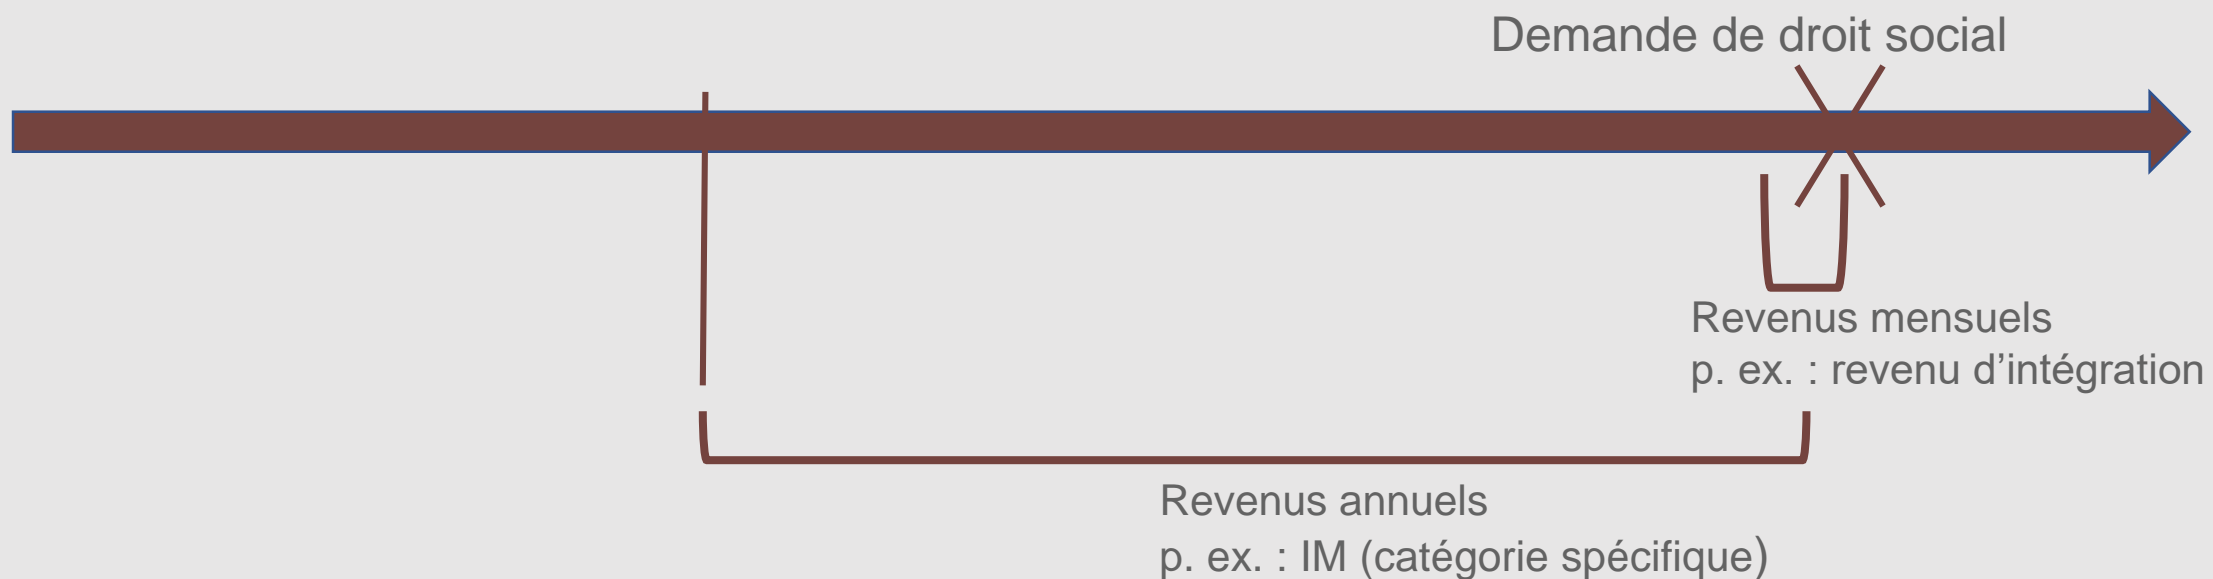 Demande de droit social
Revenus mensuels
p. ex. : revenu d’intégration
Revenus annuels
p. ex. : IM (catégorie spécifique)